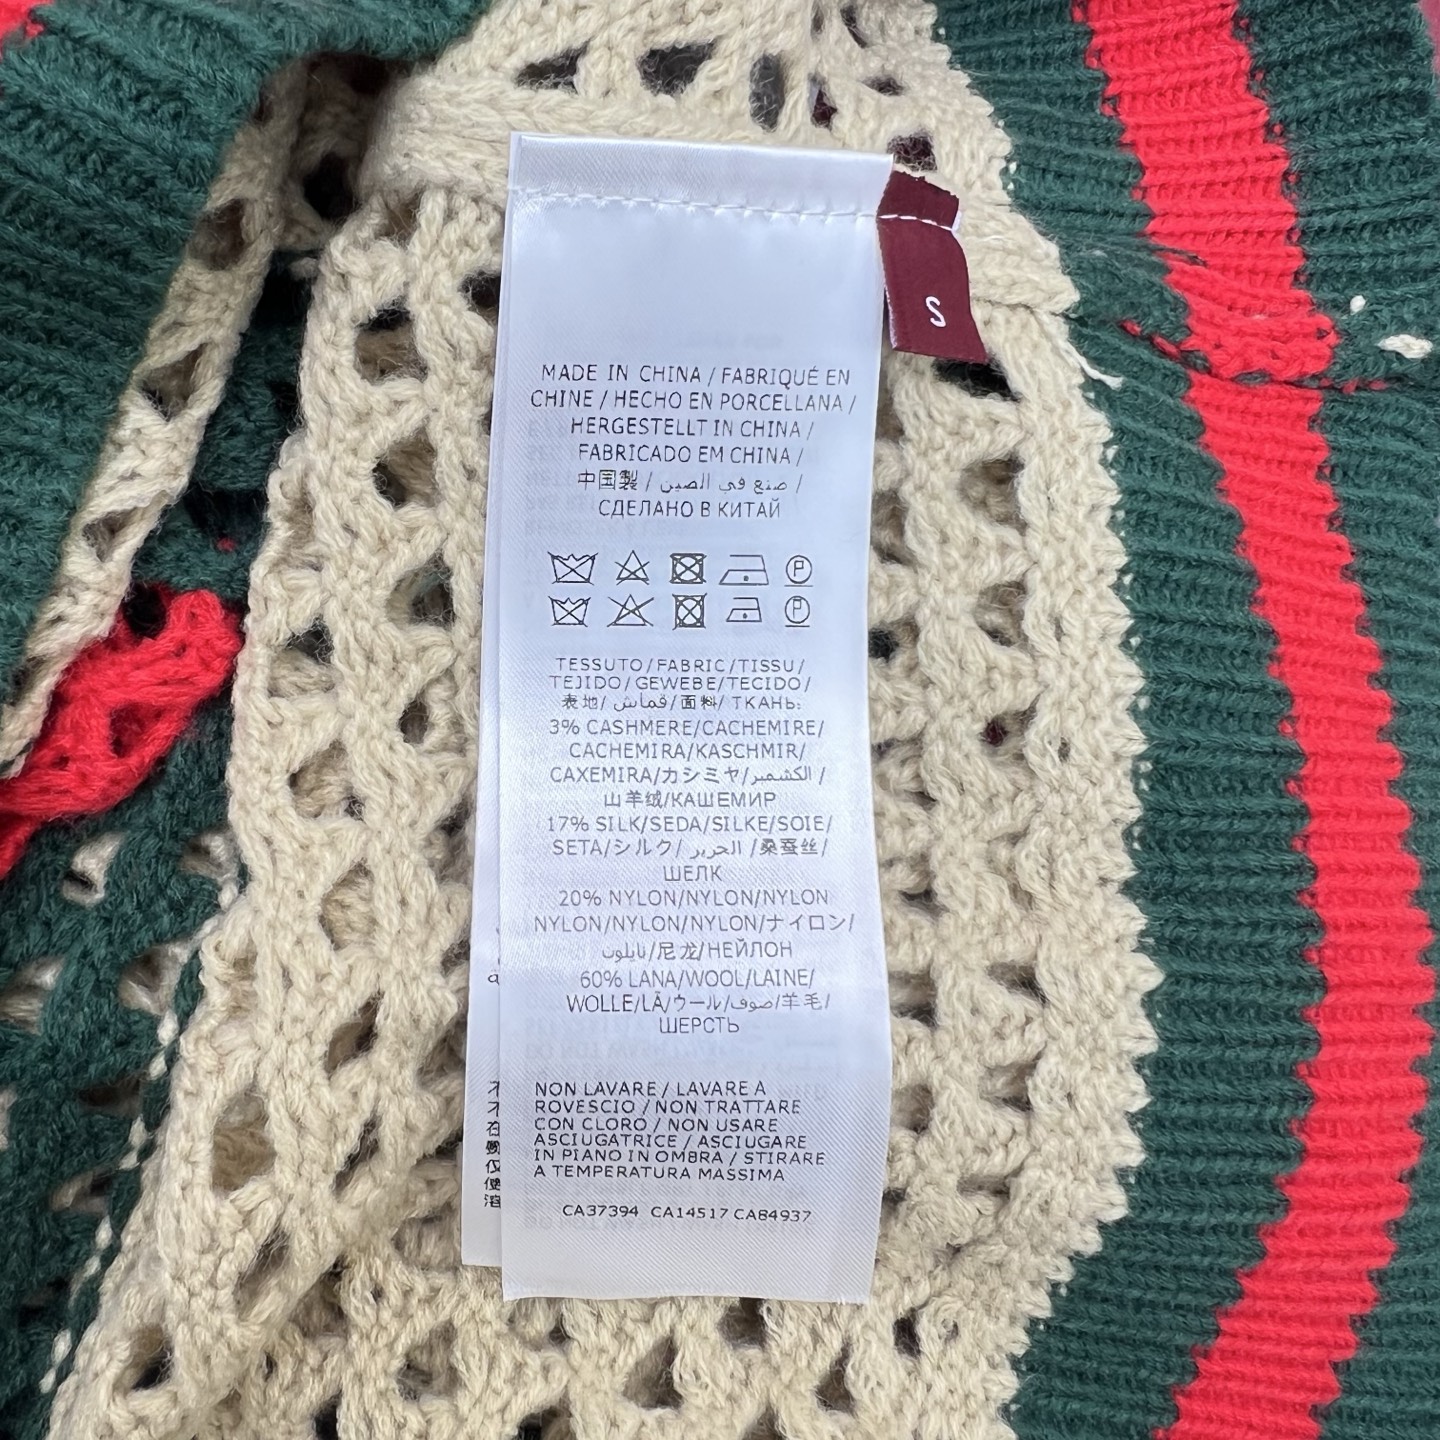 S
MADE IN CHINA / FABRIQUÉ EN
CHINE / HECHO EN PORCELLANA /
HERGESTELLT IN CHINA /
FABRICADO EM CHINA /
中国製 / صنع في الصين /
СДЕЛАНО В КИТАЙ
P
P
TESSUTO/FABRIC/TISSU/
TEJIDO/GEWEBE/TECIDO/
表地/قماش/面料/ТКАНЬ:
3% CASHMERE/CACHEMIRE/
CACHEMIRA/KASCHMIR/
CAXEMIRA/カシミヤ/الكشمير/
山羊绒/КАШЕМИР
17% SILK/SEDA/SILKE/SOIE/
SETA/シルク/الحرير/桑蚕丝/
ШЕЛК
20% NYLON/NYLON/NYLON
NYLON/NYLON/NYLON/ナイロン/
نايلون/尼龙/НЕЙЛОН
60% LANA/WOOL/LAINE/
WOLLE/LÃ/ウール/صوف/羊毛/
ШЕРСТЬ
NON LAVARE / LAVARE A
ROVESCIO / NON TRATTARE
CON CLORO / NON USARE
ASCIUGATRICE / ASCIUGARE
IN PIANO IN OMBRA / STIRARE
A TEMPERATURA MASSIMA
CA37394 CA14517 CA84937